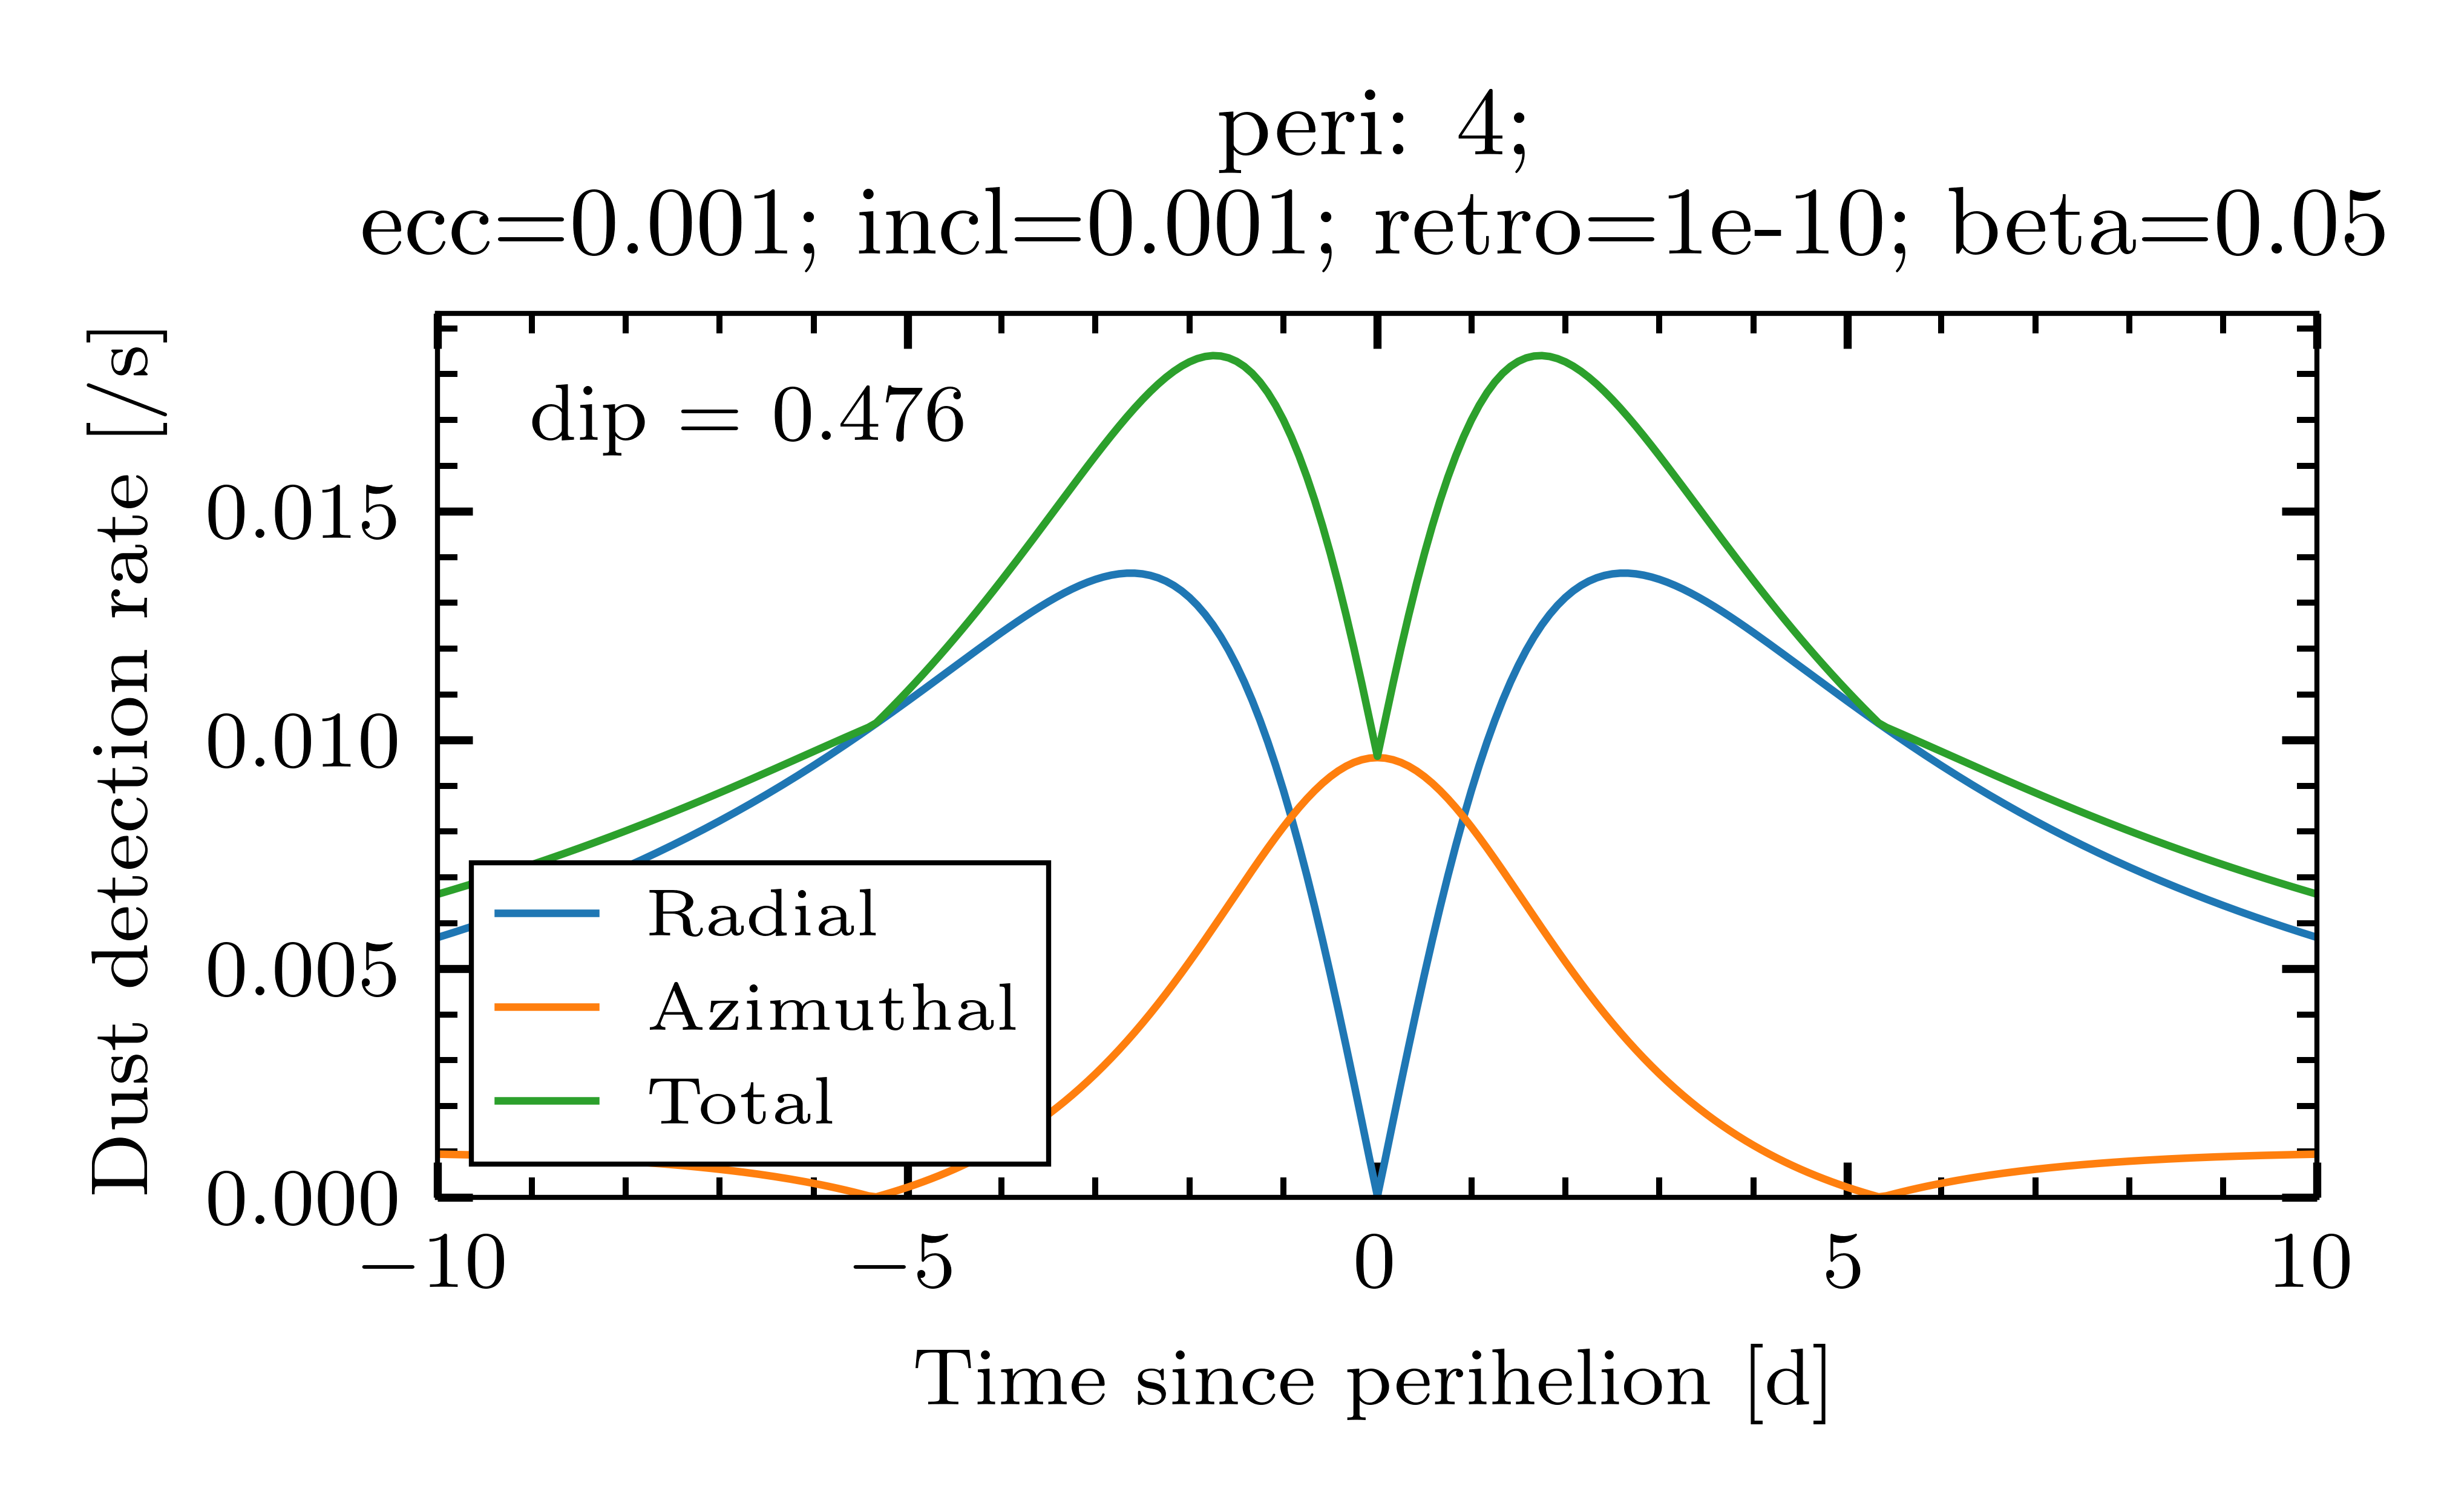 peri: 4;
ecc=0.001; incl=0.001; retro=1e-10; beta=0.05
Dust detection rate [/s]
dip = 0.476
0.015
0.010
0.005
0.000
Radial
Azimuthal
Total
−10
−5
0
5
10
Time since perihelion [d]